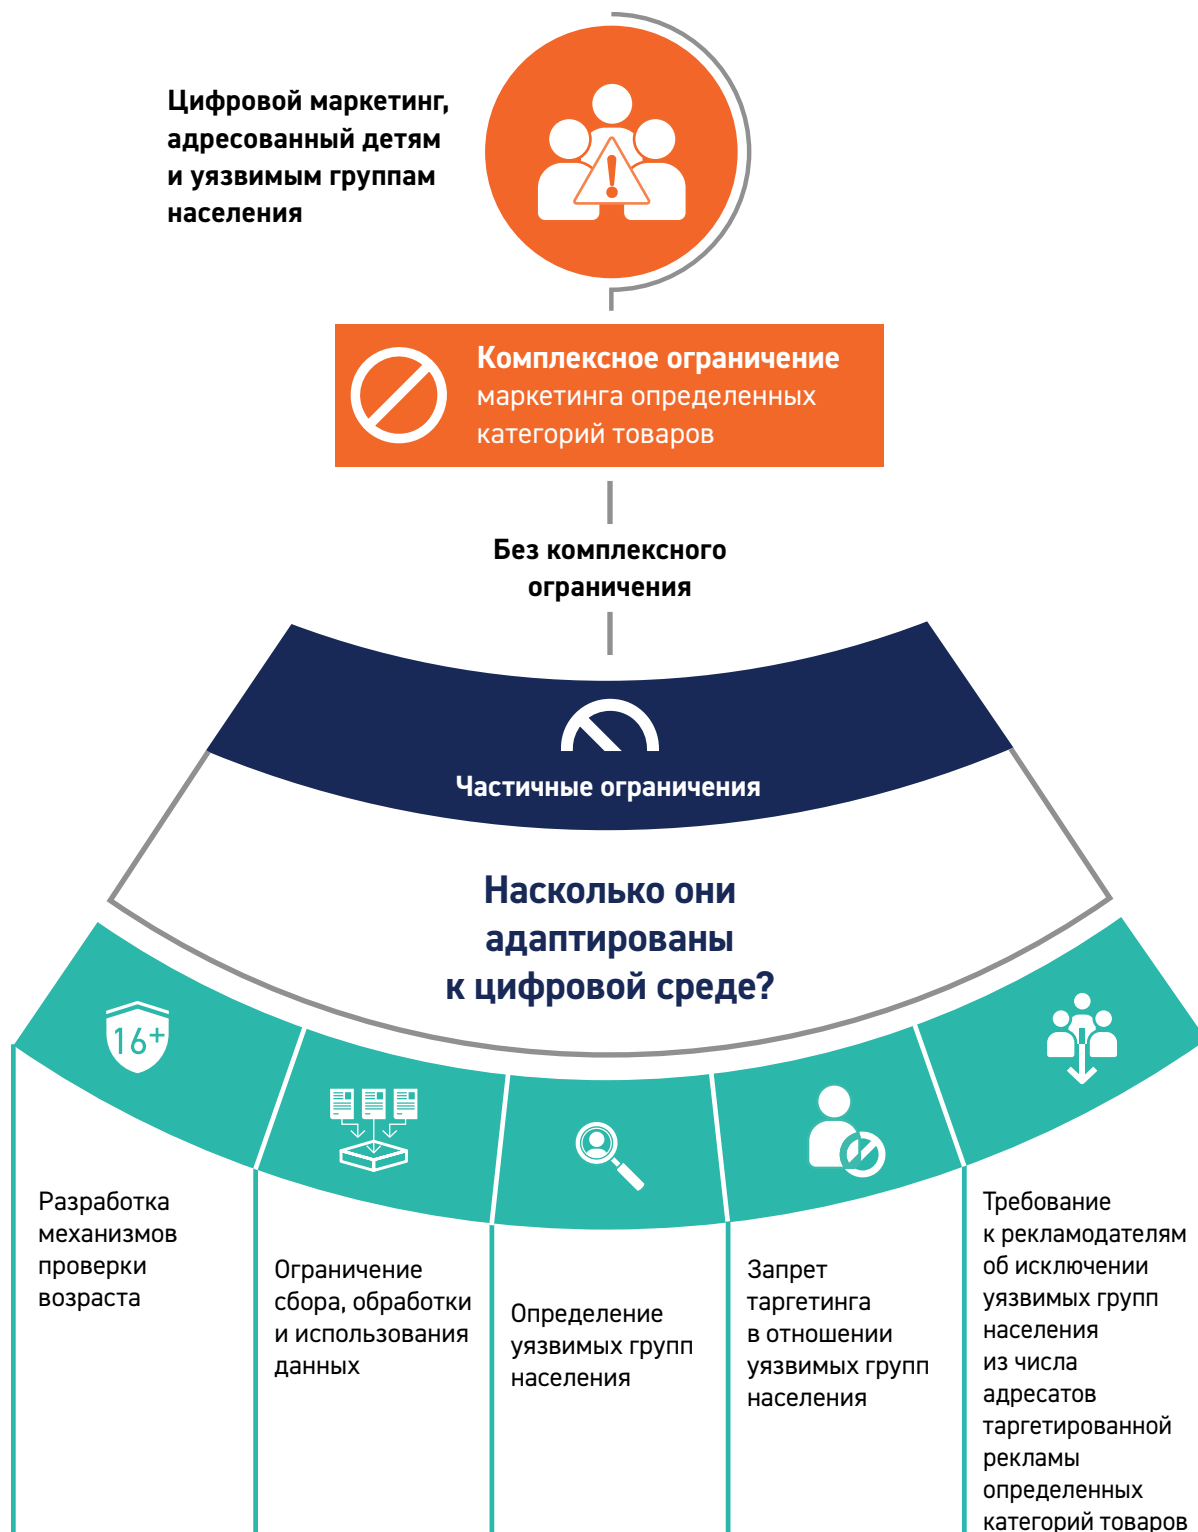 Цифровой маркетинг,
адресованный детям
и уязвимым группам
населения
Комплексное ограничение
маркетинга определенных
категорий товаров
Без комплексного
ограничения
Частичные ограничения
Насколько они
адаптированы
к цифровой среде?
16+
Разработка
механизмов
проверки
возраста
Ограничение
сбора, обработки
и использования
данных
Определение
уязвимых групп
населения
Запрет
таргетинга
в отношении
уязвимых групп
населения
Требование
к рекламодателям
об исключении
уязвимых групп
населения
из числа
адресатов
таргетированной
рекламы
определенных
категорий товаров